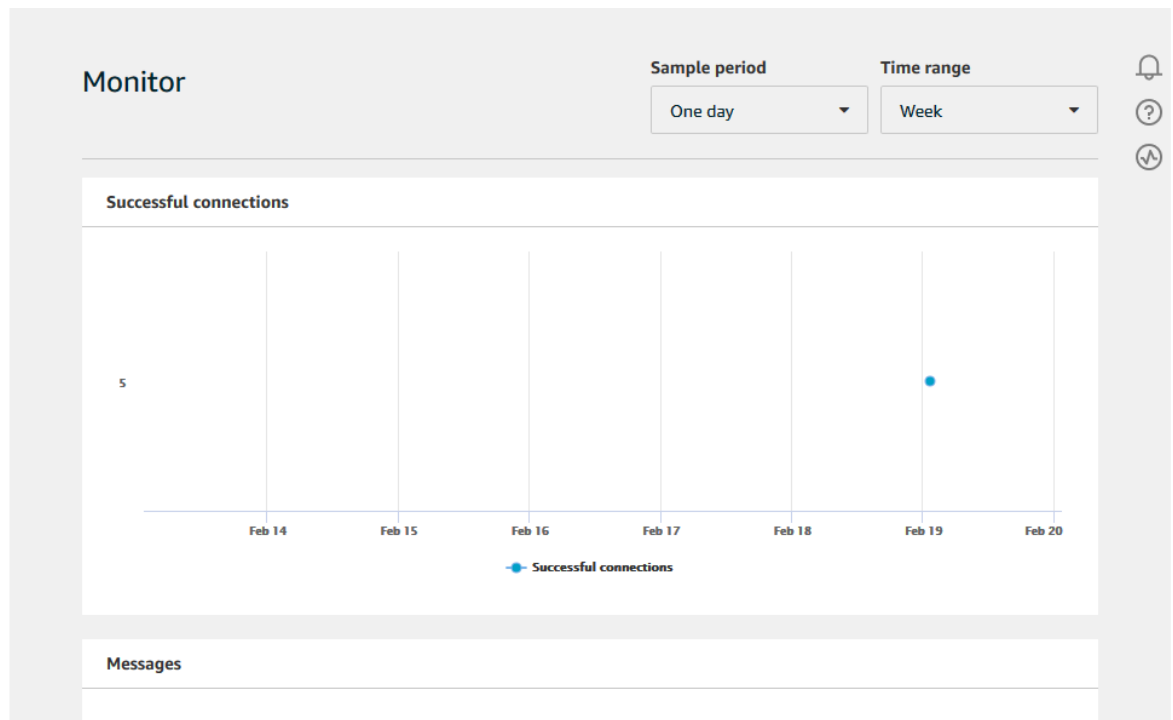 Monitor
Sample period
Time range
One day
Week
Successful connections
5
Feb 14
Feb 15
Feb 16
Feb 17
Feb 18
Feb 19
Feb 20
Successful connections
Messages